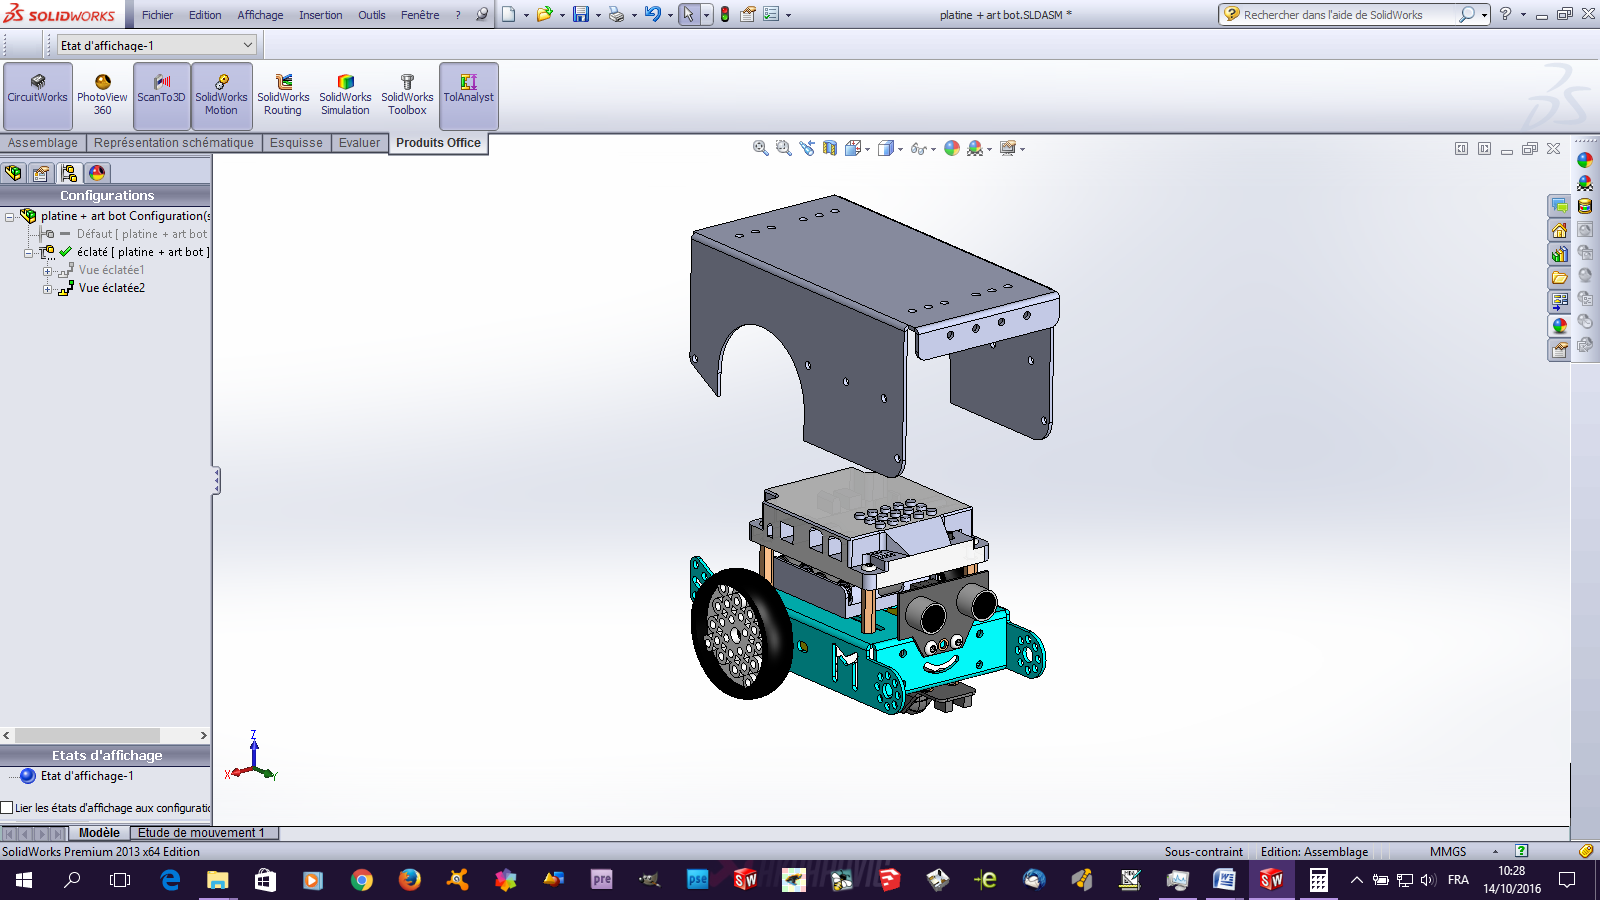 SOLIDWORKS
Fichier Edition Affichage Insertion Outils Fenêtre ?
platine + art bot.SLDASM *
Rechercher dans l'aide de SolidWorks
Etat d'affichage-1
CircuitWorks
PhotoView 360
ScanTo3D
SolidWorks Motion
SolidWorks Routing
SolidWorks Simulation
SolidWorks Toolbox
TolAnalyst
Assemblage Représentation schématique Esquisse Evaluer Produits Office
Configurations
platine + art bot Configuration(s
Défaut [ platine + art bot
éclaté [ platine + art bot ]
Vue éclatée1
Vue éclatée2
M
Z
X Y
Etats d'affichage
Etat d'affichage-1
Lier les états d'affichage aux configuratio
Modèle Etude de mouvement 1
SolidWorks Premium 2013 x64 Edition
Sous-contraint Edition: Assemblage MMGS
pre pse SW W SW
FRA
10:28
14/10/2016